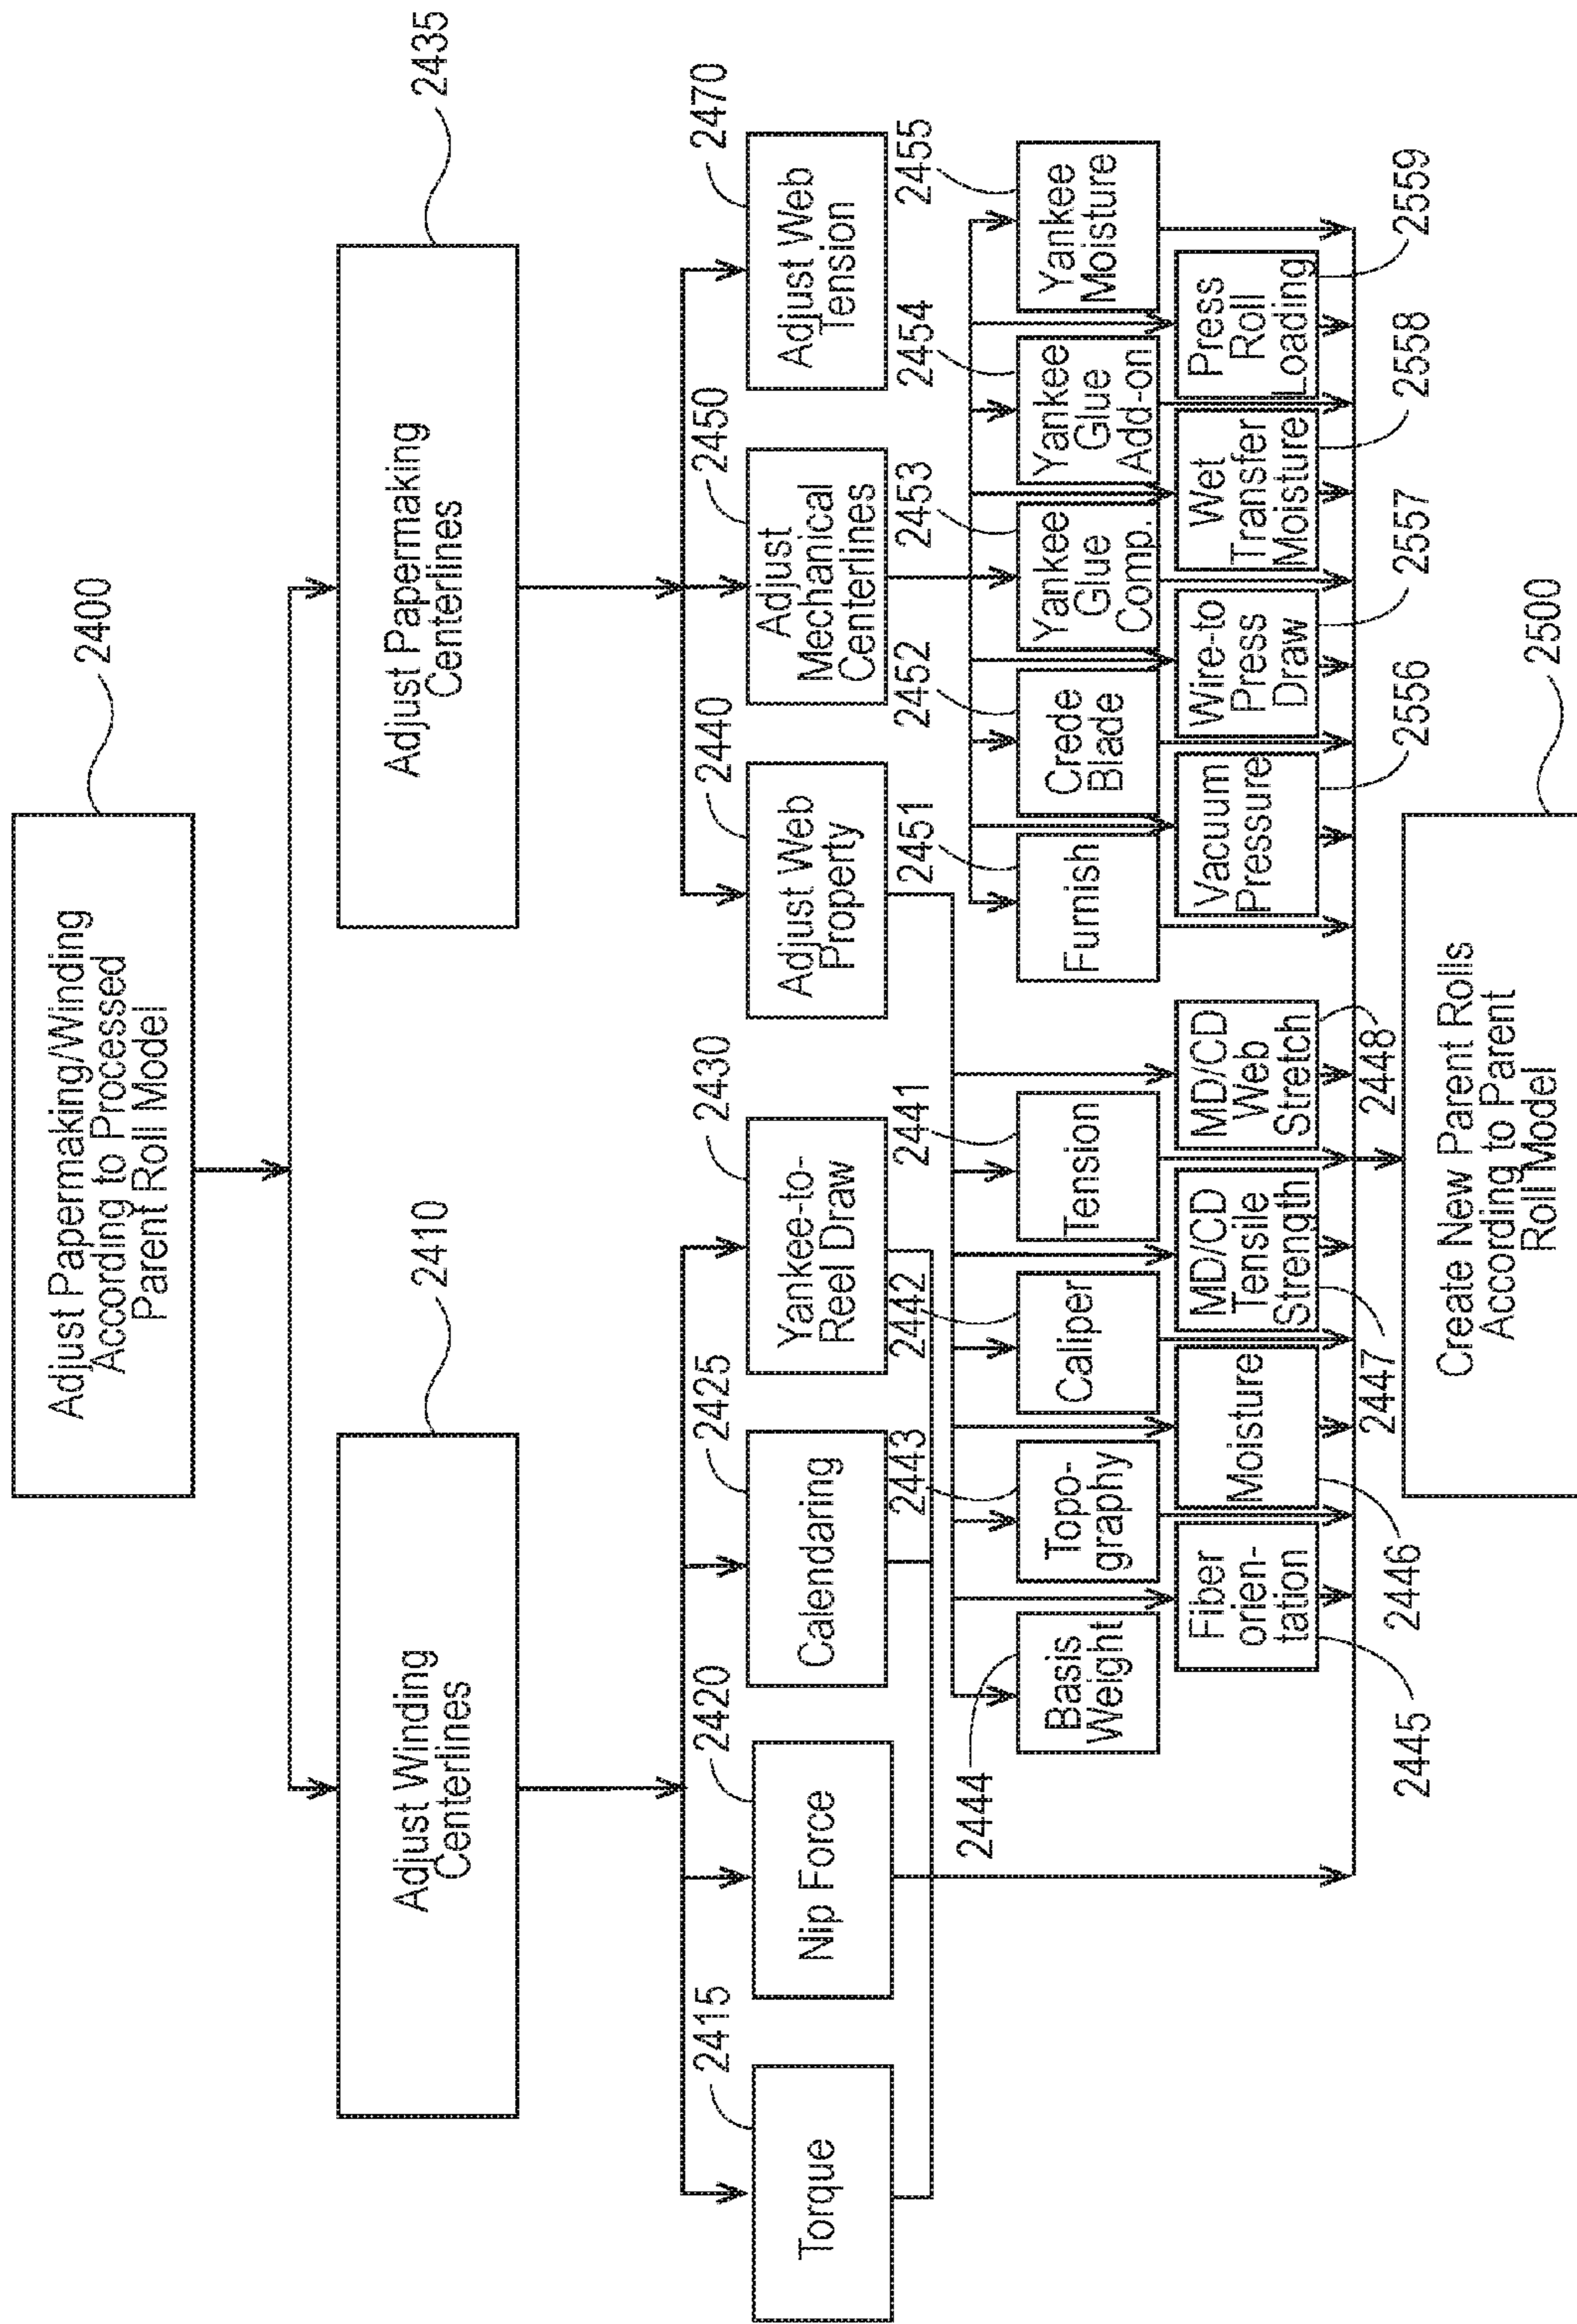 Adjust Papermaking/Winding
According to Processed
Parent Roll Model
2400
Adjust Winding
Centerlines
2410
Adjust Papermaking
Centerlines
2435
Torque
2415
Nip Force
2420
Calendaring
2425
Yankee-to-
Reel Draw
2430
Adjust Web
Property
2440
Adjust
Mechanical
Centerlines
2450
Adjust Web
Tension
2470
Basis
Weight
2444
Topo-
graphy
2443
Caliper
2442
Tension
2441
Furnish
2451
Crede
Blade
2452
Yankee
Glue
Comp.
2453
Yankee
Glue
Add-on
2454
Yankee
Moisture
2455
Fiber
orien-
tation
2445
Moisture
2446
MD/CD
Tensile
Strength
2447
MD/CD
Web
Stretch
2448
Vacuum
Pressure
2556
Wire-to
Press
Draw
2557
Wet
Transfer
Moisture
2558
Press
Roll
Loading
2559
Create New Parent Rolls
According to Parent
Roll Model
2500